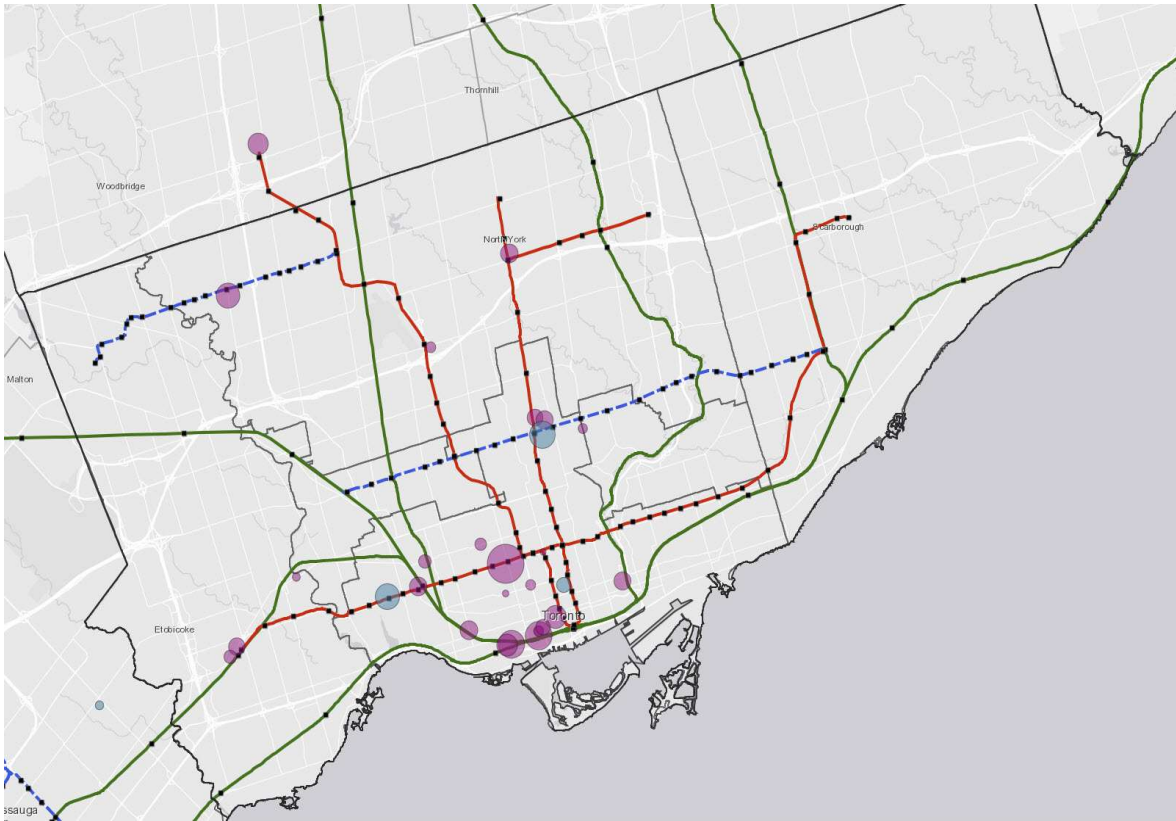 Thornhill
Woodbridge
North York
Scarborough
Malton
Toronto
Etobicoke
ssauga